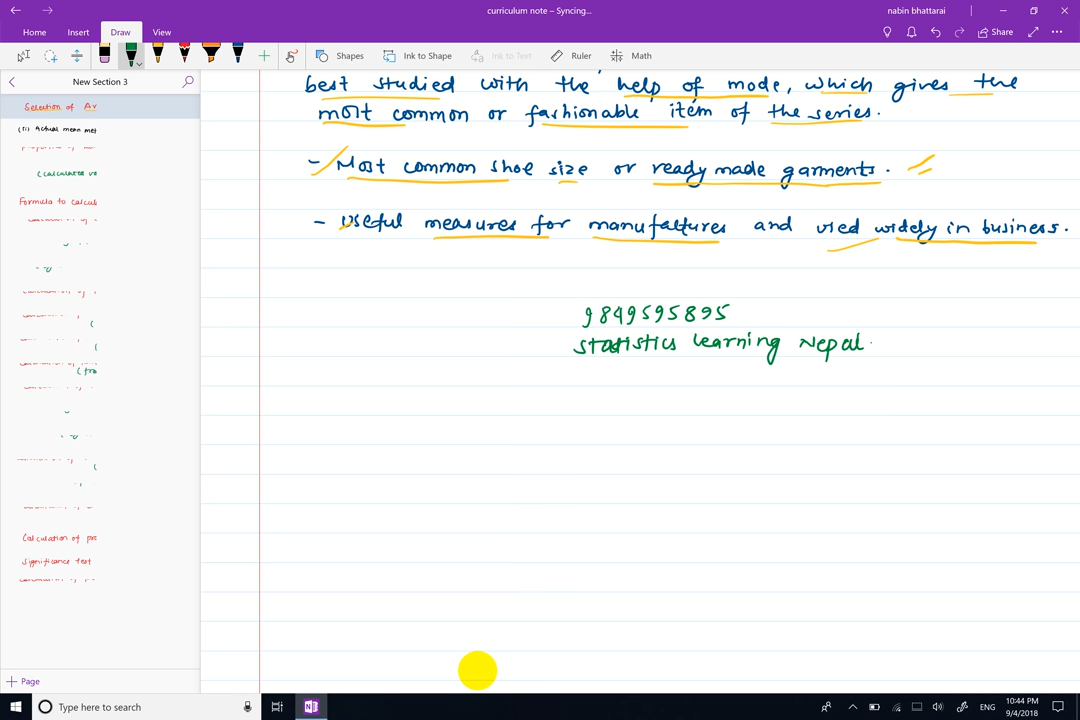 curriculum note – Syncing...
nabin bhattarai
Home Insert Draw View
Share
Shapes Ink to Shape Ink to Text Ruler Math
New Section 3
Selection of Av
(ii) Actual mean met
(calculated va
Formula to calcul
Calculation of pr
Significance test
Page
best studied with the help of mode, which gives the
most common or fashionable item of the series.
- Most common shoe size or ready made garments.
- Useful measures for manufactures and used widely in business.
9849595895
Statistics Learning Nepal.
Type here to search
ENG
10:44 PM
9/4/2018